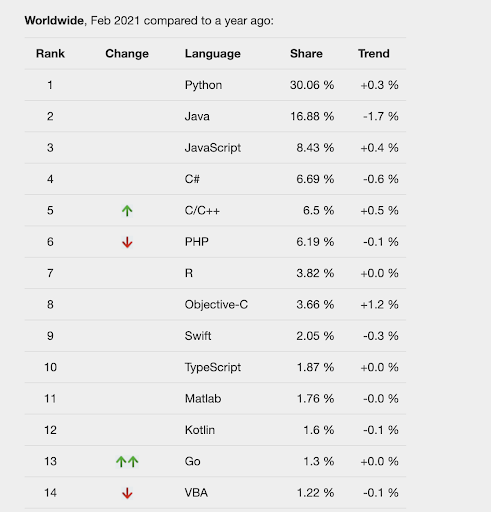 Worldwide, Feb 2021 compared to a year ago:
Rank Change Language Share Trend
1 Python 30.06 % +0.3 %
2 Java 16.88 % -1.7 %
3 JavaScript 8.43 % +0.4 %
4 C# 6.69 % -0.6 %
5 ↑ C/C++ 6.5 % +0.5 %
6 ↓ PHP 6.19 % -0.1 %
7 R 3.82 % +0.0 %
8 Objective-C 3.66 % +1.2 %
9 Swift 2.05 % -0.3 %
10 TypeScript 1.87 % +0.0 %
11 Matlab 1.76 % -0.0 %
12 Kotlin 1.6 % -0.1 %
13 ↑↑ Go 1.3 % +0.0 %
14 ↓ VBA 1.22 % -0.1 %